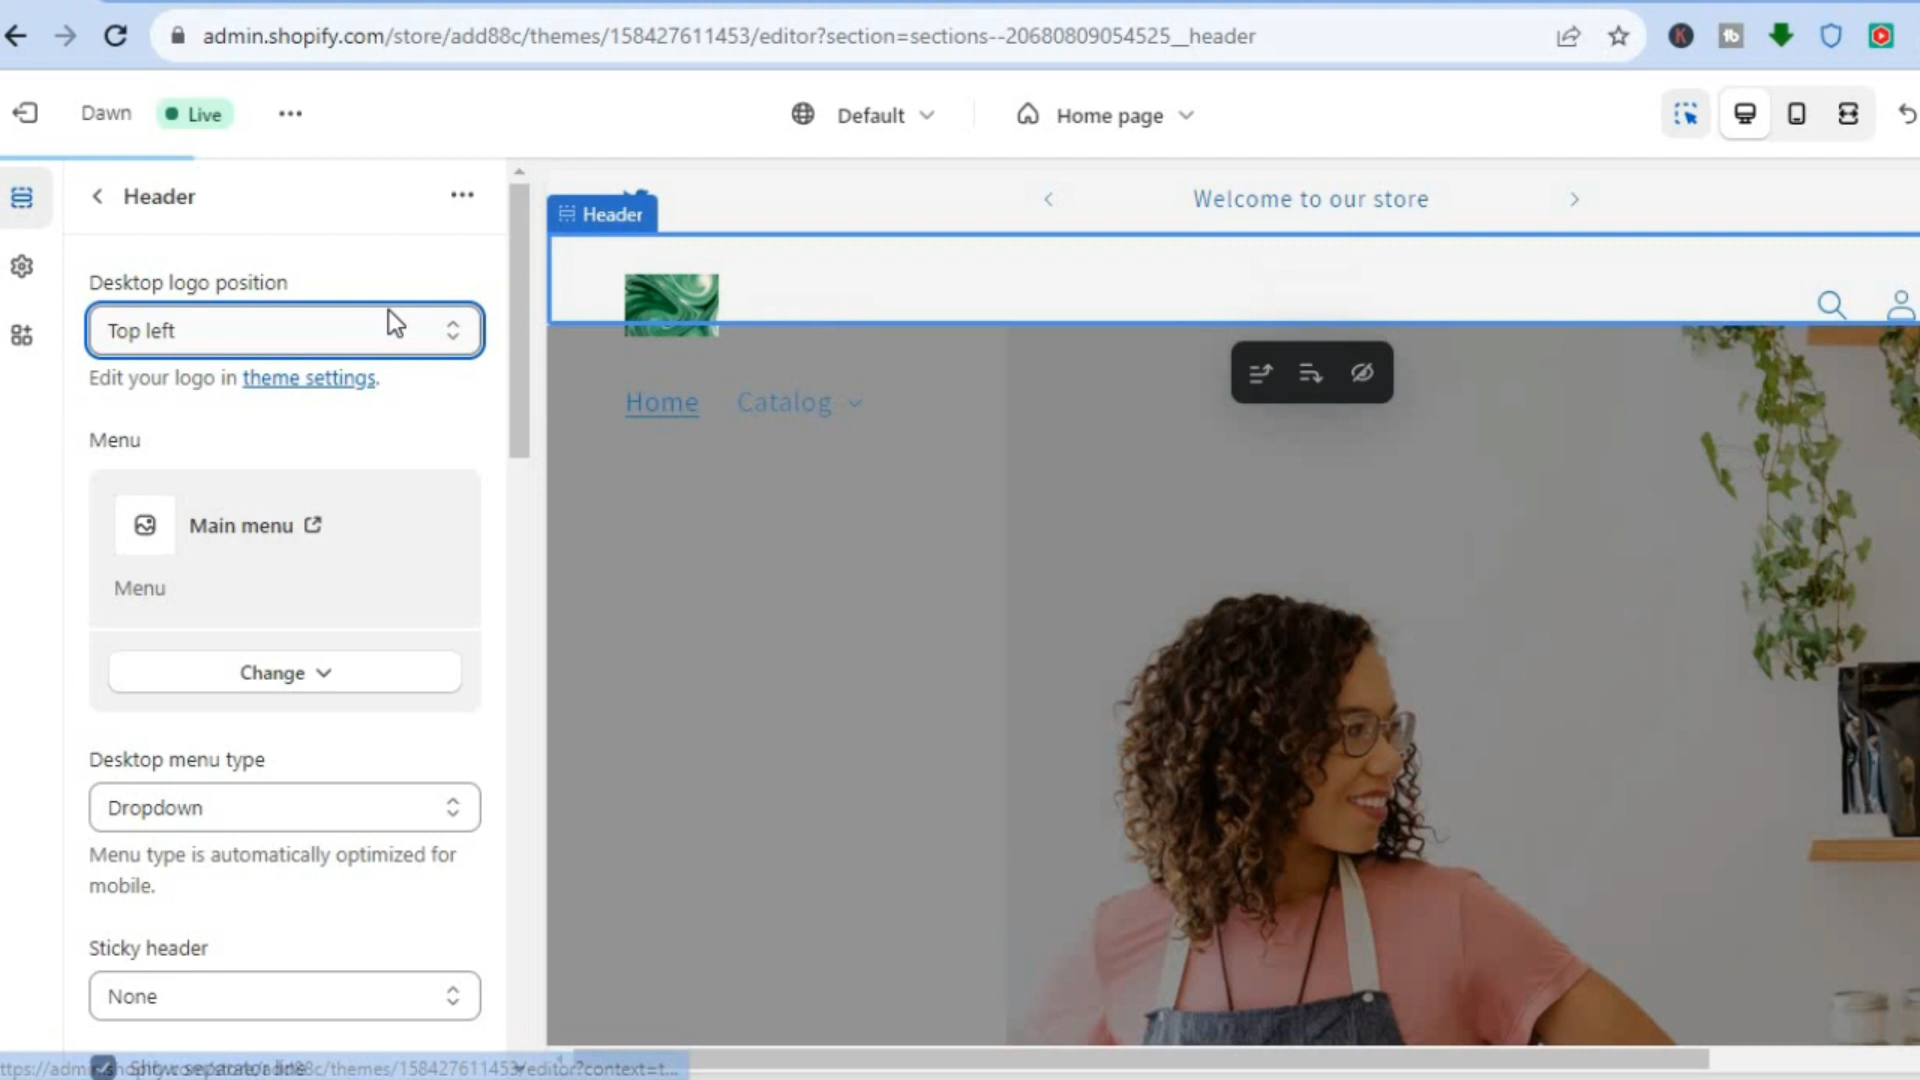 admin.shopify.com/store/add88c/themes/158427611453/editor?section=sections--20680809054525__header
Dawn
Live
Default
Home page
Header
Header
Welcome to our store
Desktop logo position
Top left
Edit your logo in theme settings.
Home
Catalog
Menu
Main menu
Menu
Change
Desktop menu type
Dropdown
Menu type is automatically optimized for
mobile.
Sticky header
None
Show separator line
/themes/158427611453/editor?context=t...